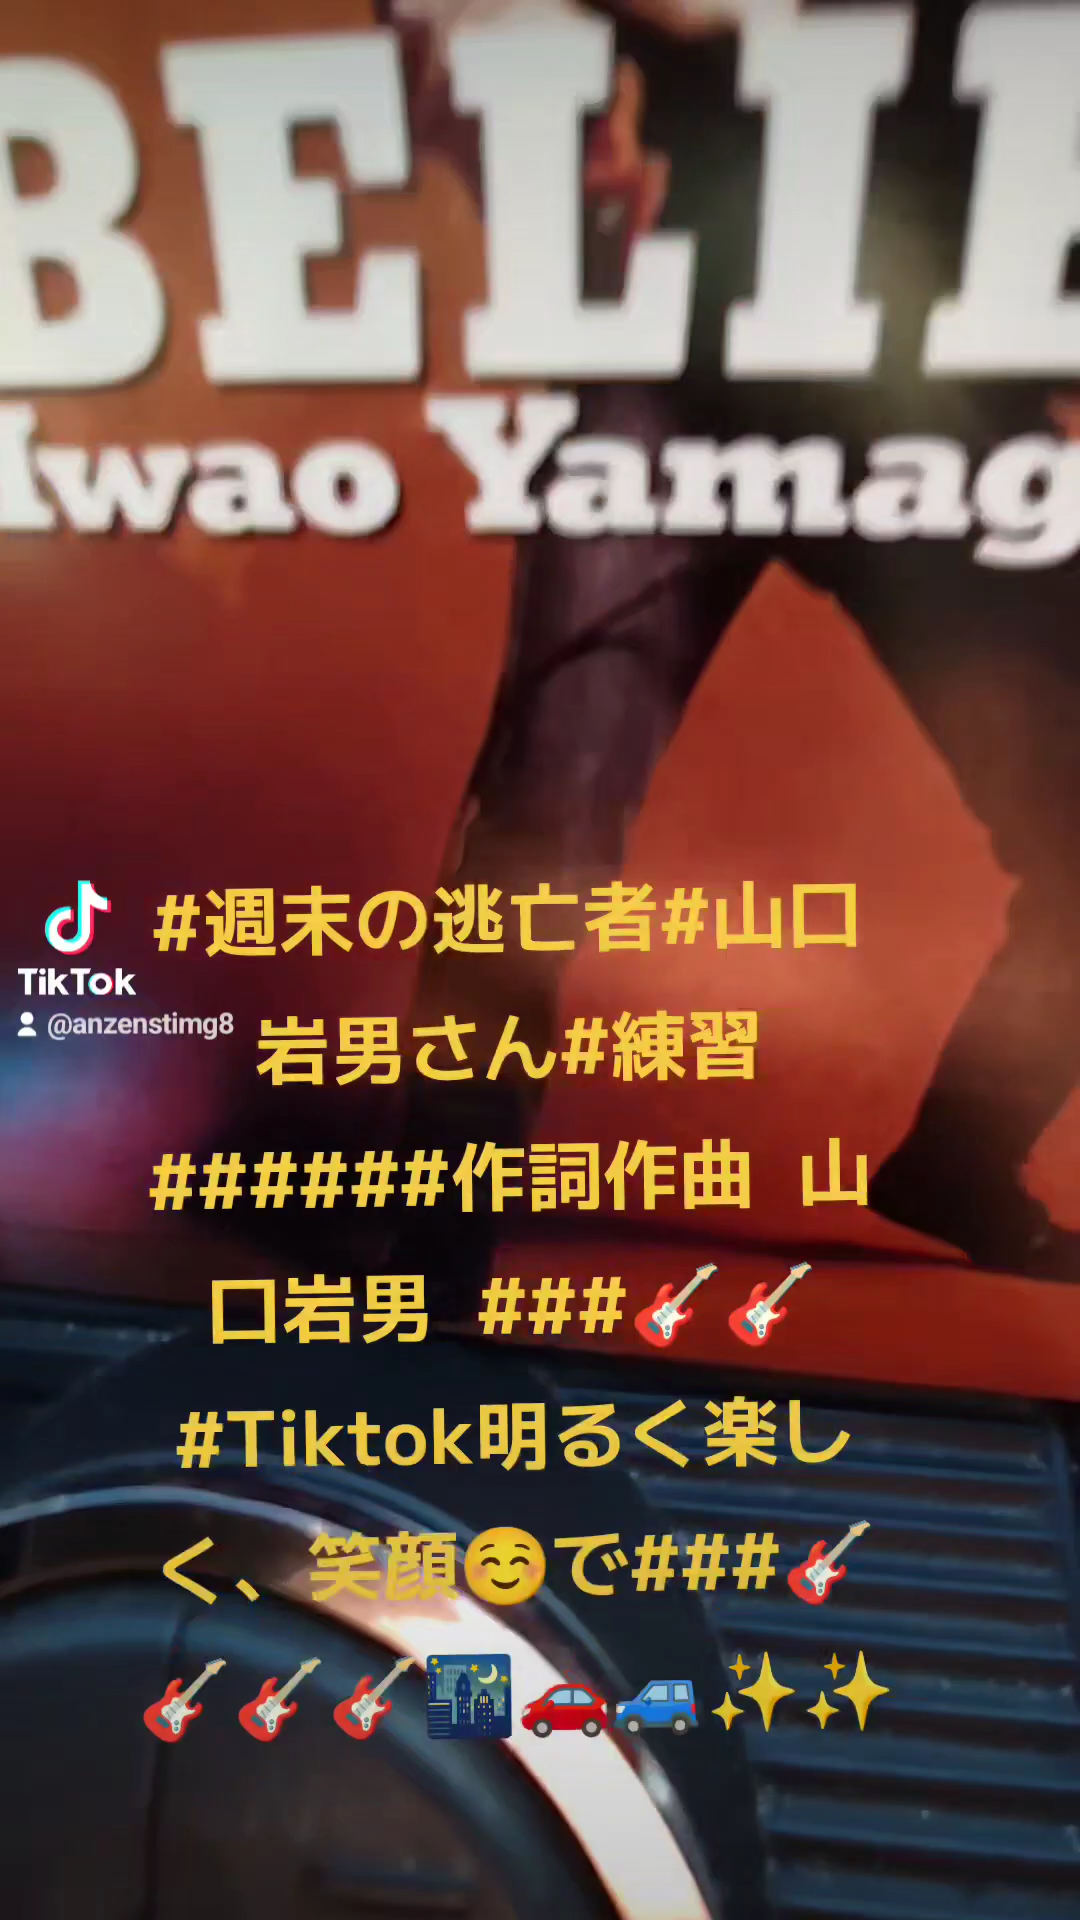 BELIE
Iwao Yamag
#週末の逃亡者#山口
TikTok
@anzenstimg8
岩男さん#練習
######作詞作曲 山
口岩男 ###🎸🎸
#Tiktok明るく楽し
く、笑顔☺️で###🎸
🎸🎸🎸🌃🚗🚙✨✨